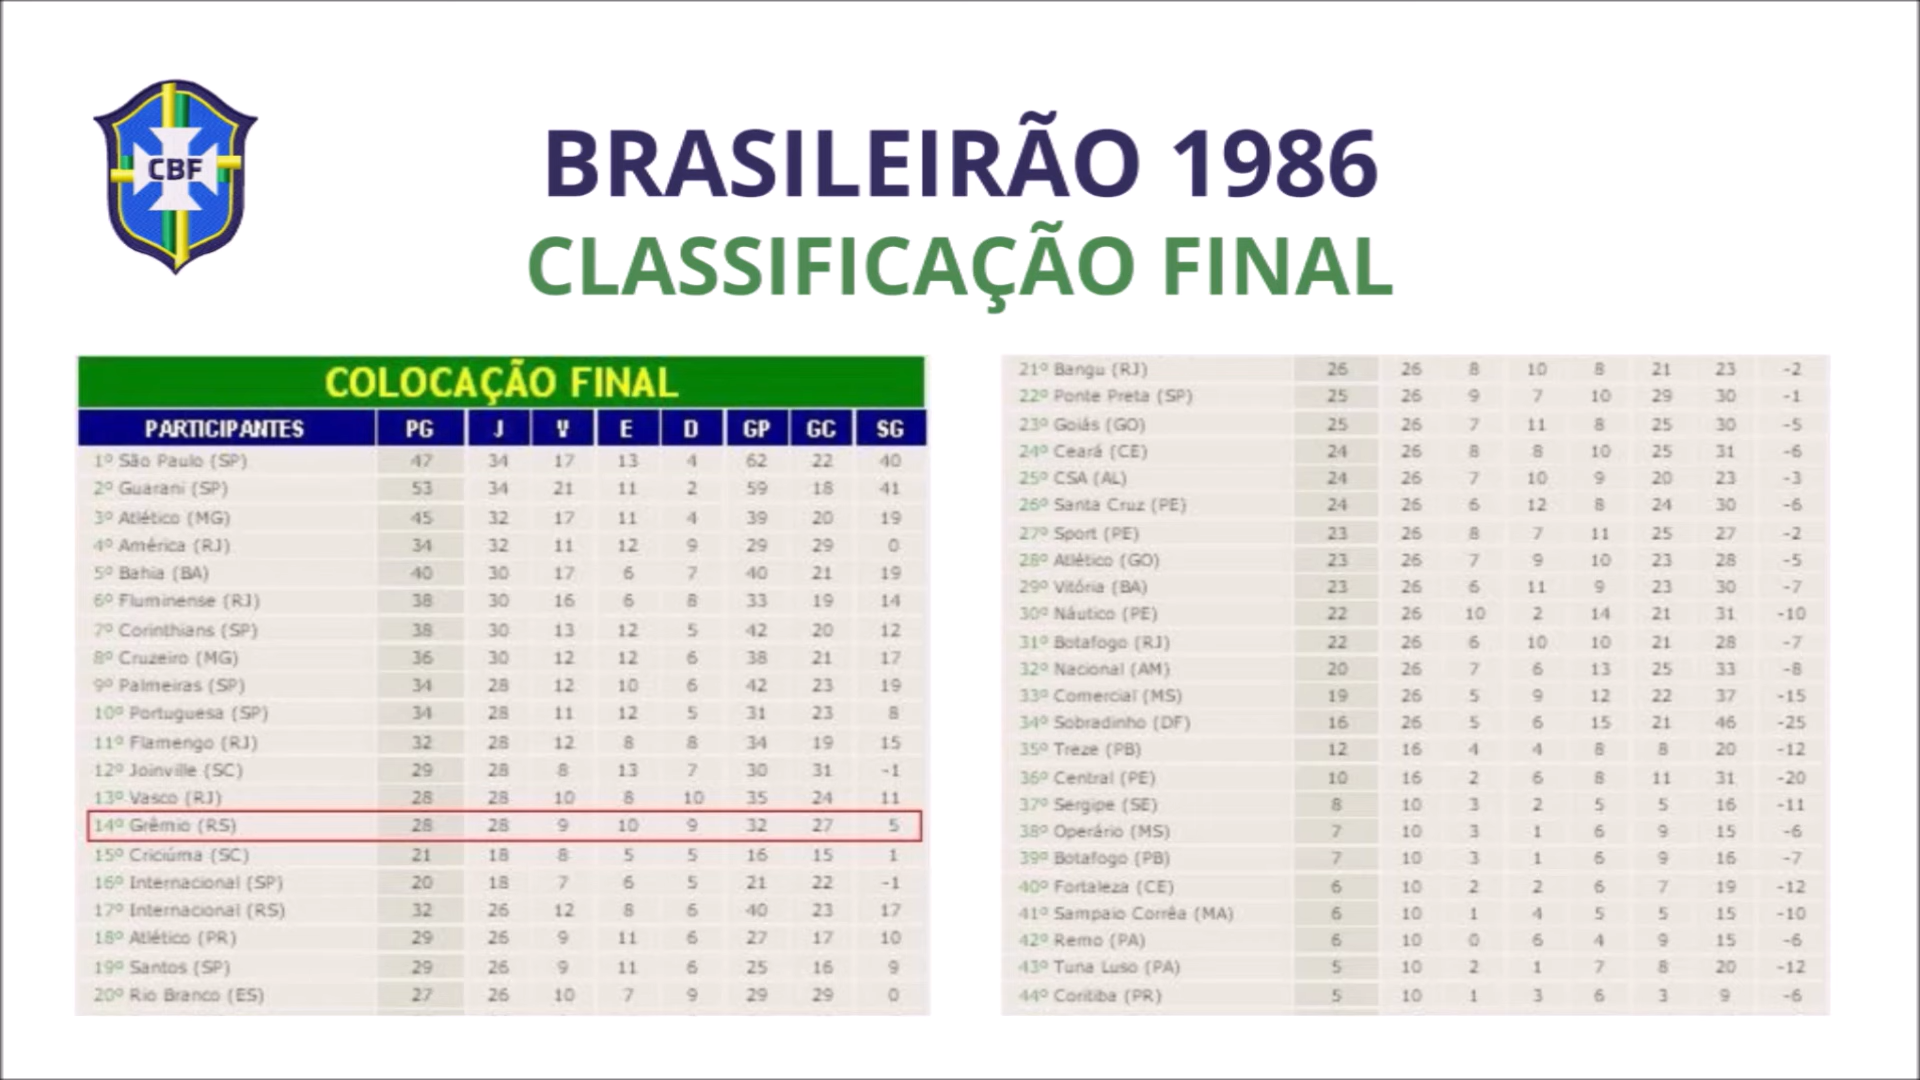 CBF
BRASILEIRÃO 1986
CLASSIFICAÇÃO FINAL
COLOCAÇÃO FINAL
PARTICIPANTES PG J V E D GP GC SG
1º São Paulo (SP) 47 34 17 13 4 62 22 40
2º Guarani (SP) 53 34 21 11 2 59 18 41
3º Atlético (MG) 45 32 17 11 4 39 20 19
4º América (RJ) 34 32 11 12 9 29 29 0
5º Bahia (BA) 40 30 17 6 7 40 21 19
6º Fluminense (RJ) 38 30 16 6 8 33 19 14
7º Corinthians (SP) 38 30 13 12 5 42 20 12
8º Cruzeiro (MG) 36 30 12 12 6 38 21 17
9º Palmeiras (SP) 34 28 12 10 6 42 23 19
10º Portuguesa (SP) 34 28 11 12 5 31 23 8
11º Flamengo (RJ) 32 28 12 8 8 34 19 15
12º Joinville (SC) 29 28 8 13 7 30 31 -1
13º Vasco (RJ) 28 28 10 8 10 35 24 11
14º Grêmio (RS) 28 28 9 10 9 32 27 5
15º Criciúma (SC) 21 18 8 5 5 16 15 1
16º Internacional (SP) 20 18 7 6 5 21 22 -1
17º Internacional (RS) 32 26 12 8 6 40 23 17
18º Atlético (PR) 29 26 9 11 6 27 17 10
19º Santos (SP) 29 26 9 11 6 25 16 9
20º Rio Branco (ES) 27 26 10 7 9 29 29 0
21º Bangu (RJ) 26 26 8 10 8 21 23 -2
22º Ponte Preta (SP) 25 26 9 7 10 29 30 -1
23º Goiás (GO) 25 26 7 11 8 25 30 -5
24º Ceará (CE) 24 26 8 8 10 25 31 -6
25º CSA (AL) 24 26 7 10 9 20 23 -3
26º Santa Cruz (PE) 24 26 6 12 8 24 30 -6
27º Sport (PE) 23 26 8 7 11 25 27 -2
28º Atlético (GO) 23 26 7 9 10 23 28 -5
29º Vitória (BA) 23 26 6 11 9 23 30 -7
30º Náutico (PE) 22 26 10 2 14 21 31 -10
31º Botafogo (RJ) 22 26 6 10 10 21 28 -7
32º Nacional (AM) 20 26 7 6 13 25 33 -8
33º Comercial (MS) 19 26 5 9 12 22 37 -15
34º Sobradinho (DF) 16 26 5 6 15 21 46 -25
35º Treze (PB) 12 16 4 4 8 8 20 -12
36º Central (PE) 10 16 2 6 8 11 31 -20
37º Sergipe (SE) 8 10 3 2 5 5 16 -11
38º Operário (MS) 7 10 3 1 6 9 15 -6
39º Botafogo (PB) 7 10 3 1 6 9 16 -7
40º Fortaleza (CE) 6 10 2 2 6 7 19 -12
41º Sampaio Corrêa (MA) 6 10 1 4 5 5 15 -10
42º Remo (PA) 6 10 0 6 4 9 15 -6
43º Tuna Luso (PA) 5 10 2 1 7 8 20 -12
44º Coritiba (PR) 5 10 1 3 6 3 9 -6